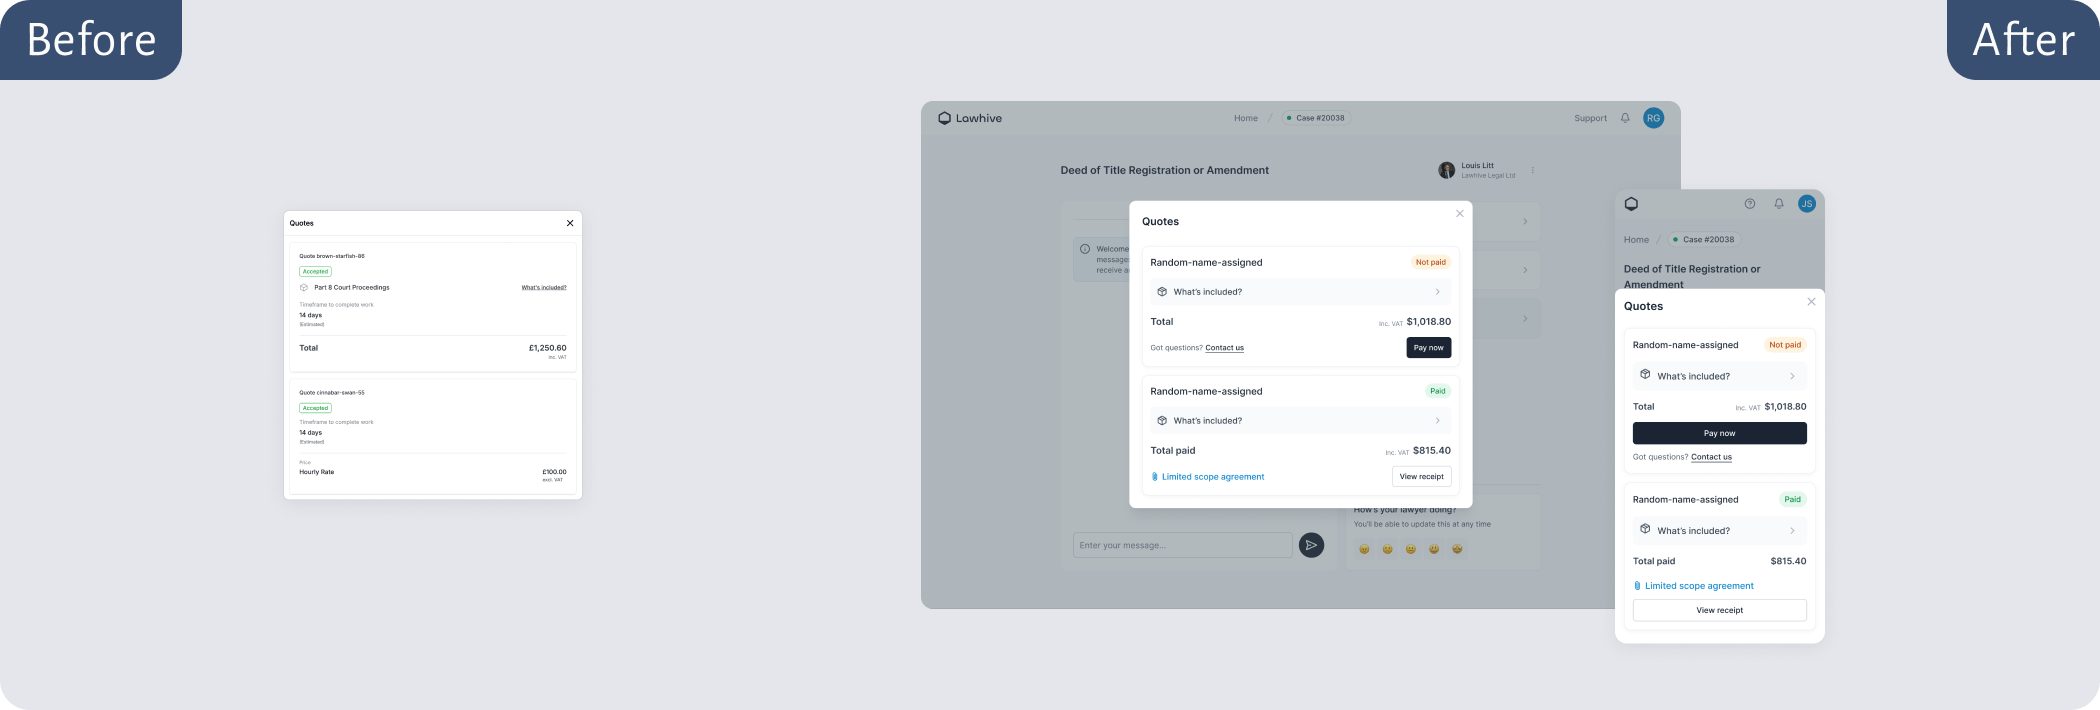 Before
After
Quotes
Quote brown-starfish-86
Accepted
Part 8 Court Proceedings
What's included?
Timeframe to complete work
14 days
(Estimated)
Total
£1,250.60
inc. VAT
Quote cinnabar-swan-55
Accepted
Timeframe to complete work
14 days
(Estimated)
Price
Hourly Rate
£100.00
excl. VAT
Lawhive
Home / Case #20038
Support
RG
Deed of Title Registration or Amendment
Louis Litt
Lawhive Legal Ltd
Welcome
messages
receive a
Quotes
Random-name-assigned
Not paid
What's included?
Total
Inc. VAT $1,018.80
Got questions? Contact us
Pay now
Random-name-assigned
Paid
What's included?
Total paid
Inc. VAT $815.40
Limited scope agreement
View receipt
How's your lawyer doing?
You'll be able to update this at any time
Enter your message...
JS
Home / Case #20038
Deed of Title Registration or
Amendment
Quotes
Random-name-assigned
Not paid
What's included?
Total
Inc. VAT $1,018.80
Pay now
Got questions? Contact us
Random-name-assigned
Paid
What's included?
Total paid
$815.40
Limited scope agreement
View receipt